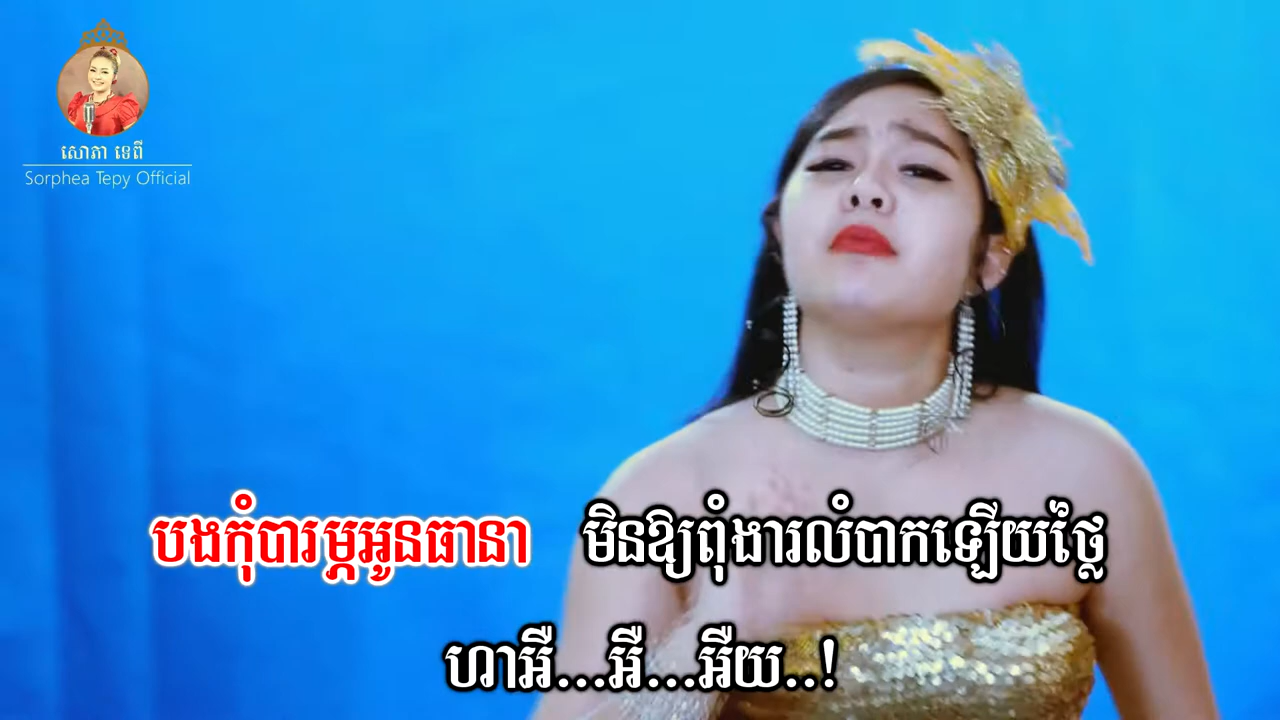 សោភា ទេពី
Sorphea Tepy Official
បងកុំបារម្ភអូនធានា មិនឱ្យពុំងារលំបាកឡើយថ្លៃ
ហាអឺ...អឺ...អឺយ..!